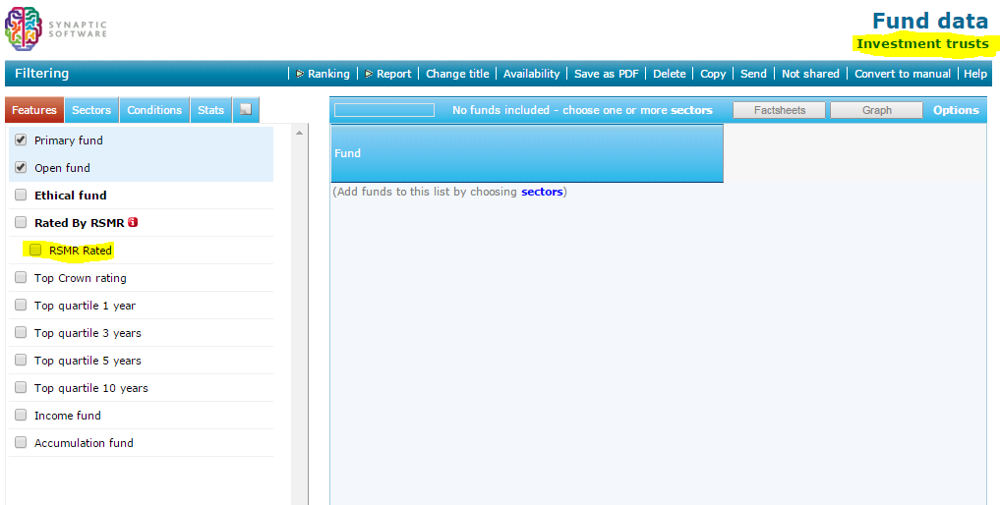 SYNAPTIC
SOFTWARE
Fund data
Investment trusts
Filtering
Ranking
Report
Change title
Availability
Save as PDF
Delete
Copy
Send
Not shared
Convert to manual
Help
Features
Sectors
Conditions
Stats
No funds included - choose one or more sectors
Factsheets
Graph
Options
Primary fund
Open fund
Ethical fund
Rated By RSMR
RSMR Rated
Top Crown rating
Top quartile 1 year
Top quartile 3 years
Top quartile 5 years
Top quartile 10 years
Income fund
Accumulation fund
Fund
(Add funds to this list by choosing sectors)